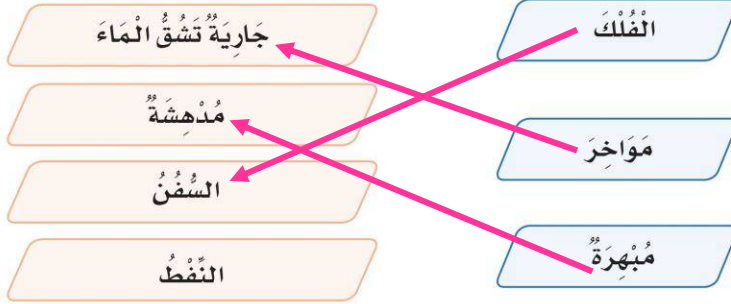 الْفُلْكَ
مَوَاخِرَ
مُبْهِرَةٌ
جَارِيَةٌ تَشُقُّ الْمَاءَ
مُدْهِشَةٌ
السُّفُنُ
النَّفْطُ